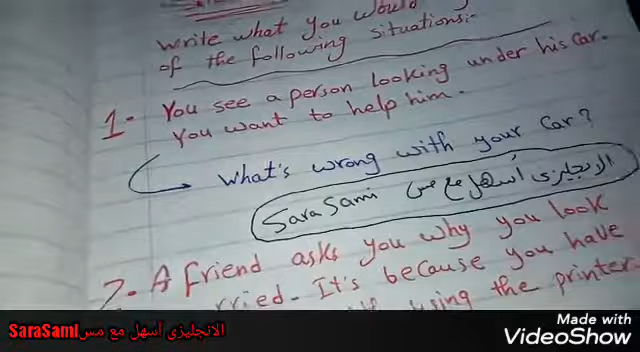 write what you would
of the following situations:-
1- You see a person looking under his car.
You want to help him.
What's wrong with your car?
الانجليزى أسهل مع مس Sara Sami
2- A friend asks you why you look
rried. It's because you have
using the printer
الانجليزى أسهل مع مس SaraSami
Made with
VideoShow